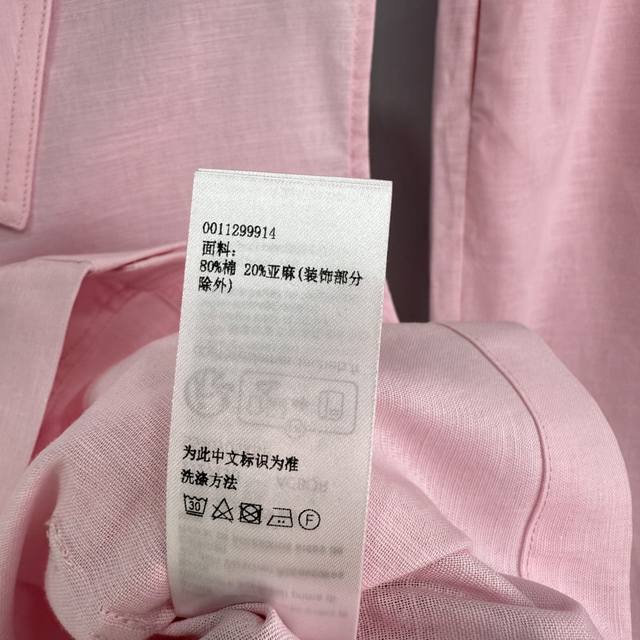 0011299914
面料:
80%棉 20%亚麻(装饰部分
除外)
为此中文标识为准
洗涤方法
30 F